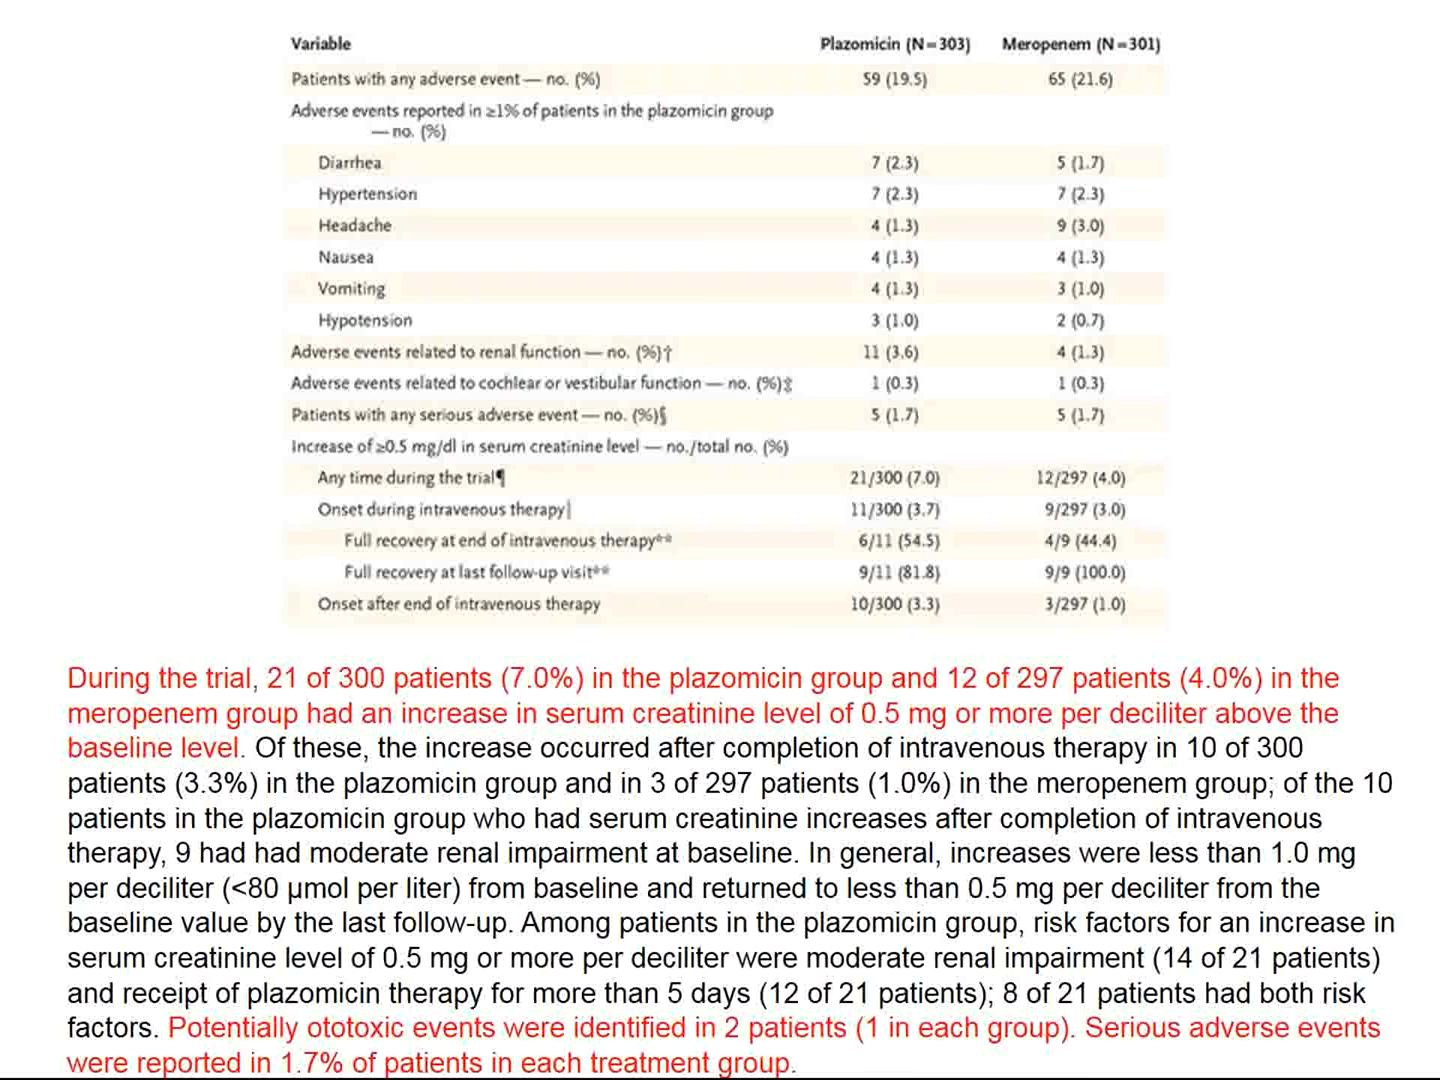 Variable Plazomicin (N=303) Meropenem (N=301)
Patients with any adverse event — no. (%) 59 (19.5) 65 (21.6)
Adverse events reported in ≥1% of patients in the plazomicin group
— no. (%)
Diarrhea 7 (2.3) 5 (1.7)
Hypertension 7 (2.3) 7 (2.3)
Headache 4 (1.3) 9 (3.0)
Nausea 4 (1.3) 4 (1.3)
Vomiting 4 (1.3) 3 (1.0)
Hypotension 3 (1.0) 2 (0.7)
Adverse events related to renal function — no. (%)† 11 (3.6) 4 (1.3)
Adverse events related to cochlear or vestibular function — no. (%)‡ 1 (0.3) 1 (0.3)
Patients with any serious adverse event — no. (%)§ 5 (1.7) 5 (1.7)
Increase of ≥0.5 mg/dl in serum creatinine level — no./total no. (%)
Any time during the trial¶ 21/300 (7.0) 12/297 (4.0)
Onset during intravenous therapy‖ 11/300 (3.7) 9/297 (3.0)
Full recovery at end of intravenous therapy** 6/11 (54.5) 4/9 (44.4)
Full recovery at last follow-up visit** 9/11 (81.8) 9/9 (100.0)
Onset after end of intravenous therapy 10/300 (3.3) 3/297 (1.0)
During the trial, 21 of 300 patients (7.0%) in the plazomicin group and 12 of 297 patients (4.0%) in the
meropenem group had an increase in serum creatinine level of 0.5 mg or more per deciliter above the
baseline level. Of these, the increase occurred after completion of intravenous therapy in 10 of 300
patients (3.3%) in the plazomicin group and in 3 of 297 patients (1.0%) in the meropenem group; of the 10
patients in the plazomicin group who had serum creatinine increases after completion of intravenous
therapy, 9 had had moderate renal impairment at baseline. In general, increases were less than 1.0 mg
per deciliter (<80 μmol per liter) from baseline and returned to less than 0.5 mg per deciliter from the
baseline value by the last follow-up. Among patients in the plazomicin group, risk factors for an increase in
serum creatinine level of 0.5 mg or more per deciliter were moderate renal impairment (14 of 21 patients)
and receipt of plazomicin therapy for more than 5 days (12 of 21 patients); 8 of 21 patients had both risk
factors. Potentially ototoxic events were identified in 2 patients (1 in each group). Serious adverse events
were reported in 1.7% of patients in each treatment group.